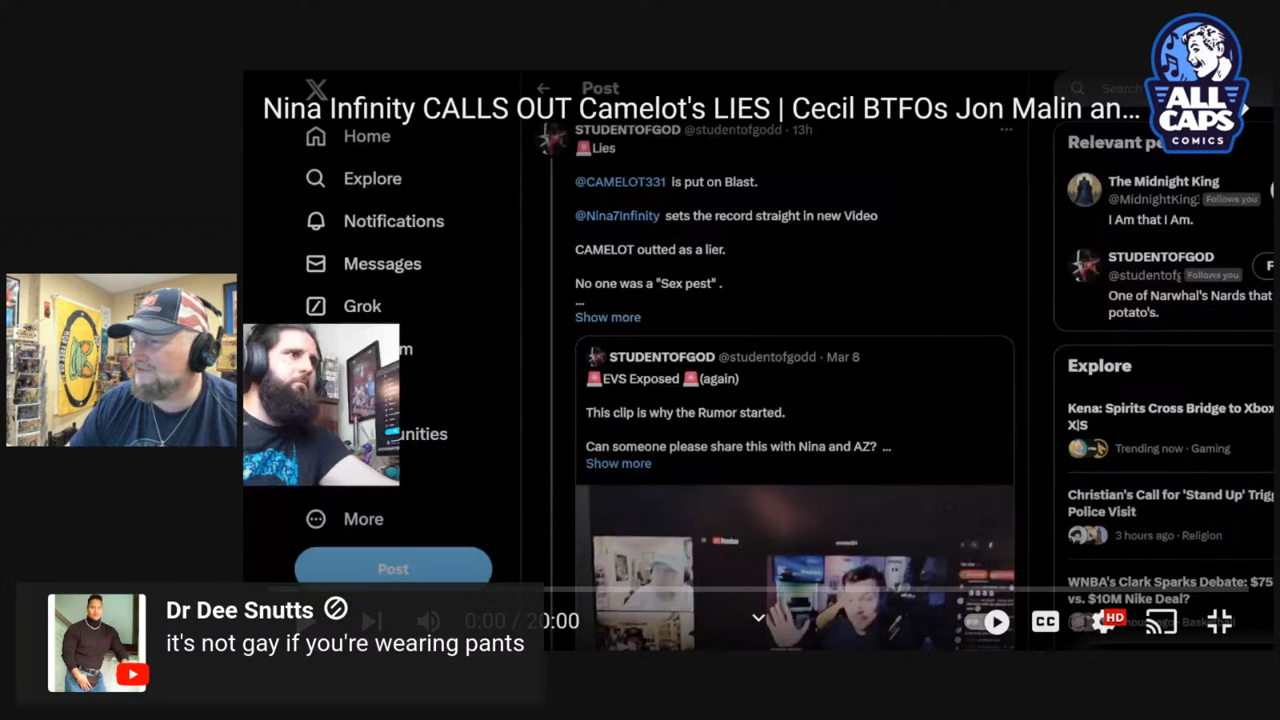 Nina Infinity CALLS OUT Camelot's LIES | Cecil BTFOs Jon Malin an...
ALL
CAPS
COMICS
Home
Explore
Notifications
Messages
Grok
More
Post
Post
STUDENTOFGOD @studentofgodd · 13h
🚨Lies
@CAMELOT331 is put on Blast.
@Nina7Infinity sets the record straight in new Video
CAMELOT outted as a lier.
No one was a "Sex pest" .
...
Show more
STUDENTOFGOD @studentofgodd · Mar 8
🚨EVS Exposed 🚨(again)
This clip is why the Rumor started.
Can someone please share this with Nina and AZ? ...
Show more
Search
Relevant
The Midnight King
@MidnightKing Follows you
I Am that I Am.
STUDENTOFGOD
@studentofg Follows you
One of Narwhal's Nards that
potato's.
Explore
Kena: Spirits Cross Bridge to Xbox
X|S
Trending now · Gaming
Christian's Call for 'Stand Up' Trigg
Police Visit
3 hours ago · Religion
WNBA's Clark Sparks Debate: $75
vs. $10M Nike Deal?
0:00 / 20:00
CC
HD
Dr Dee Snutts
it's not gay if you're wearing pants